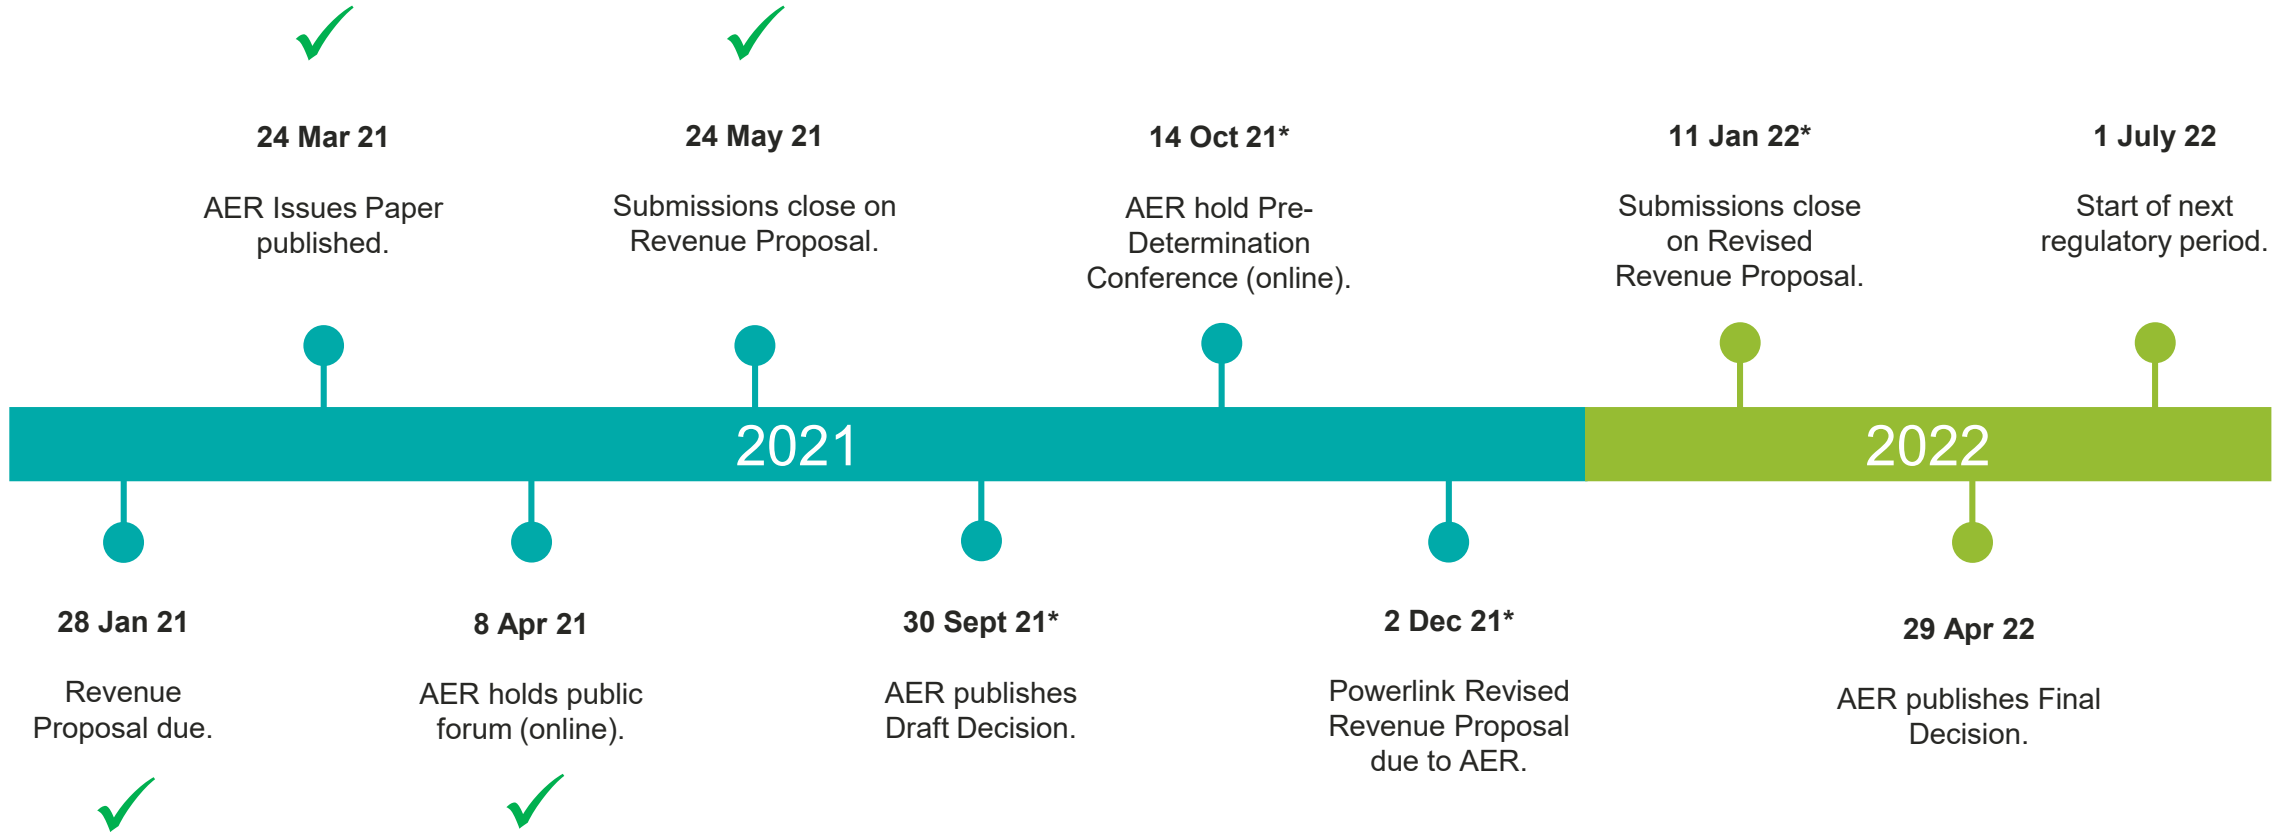 24 Mar 21
AER Issues Paper
published.
24 May 21
Submissions close on
Revenue Proposal.
14 Oct 21*
AER hold Pre-
Determination
Conference (online).
11 Jan 22*
Submissions close
on Revised
Revenue Proposal.
1 July 22
Start of next
regulatory period.
2021
2022
28 Jan 21
Revenue
Proposal due.
8 Apr 21
AER holds public
forum (online).
30 Sept 21*
AER publishes
Draft Decision.
2 Dec 21*
Powerlink Revised
Revenue Proposal
due to AER.
29 Apr 22
AER publishes Final
Decision.